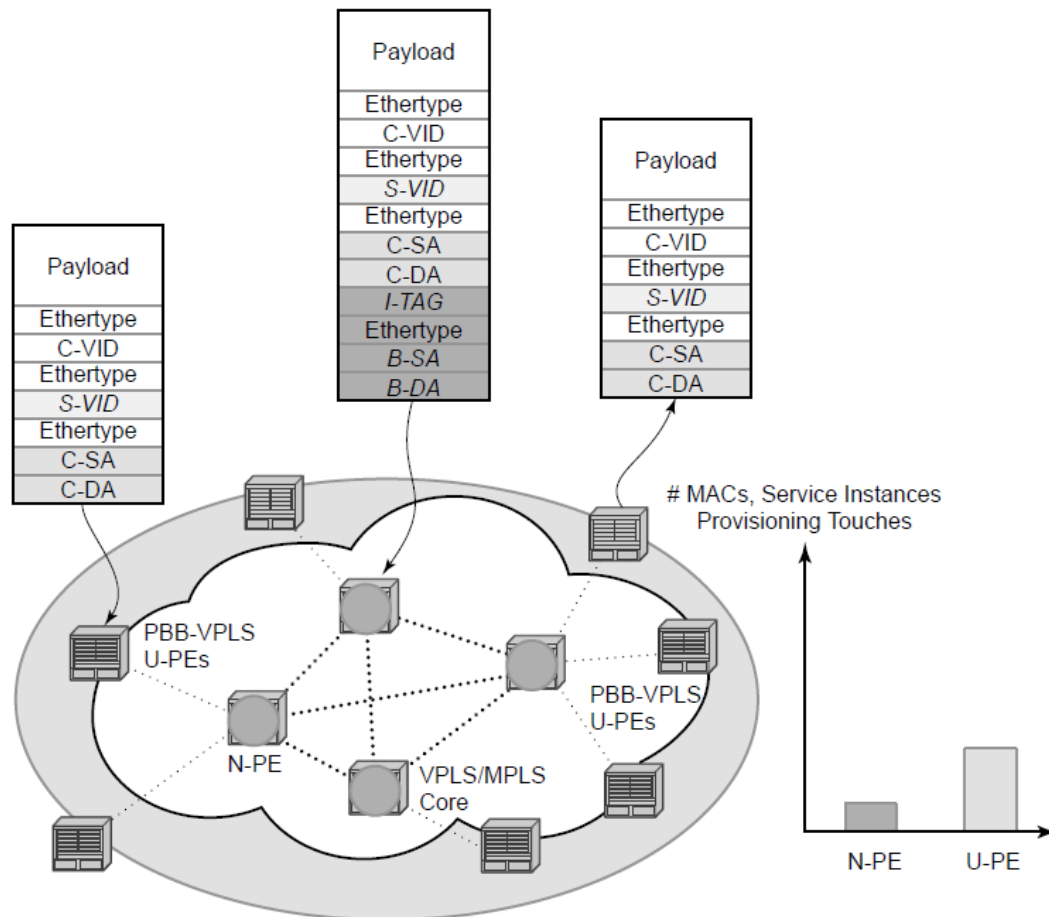 Payload
Ethertype
C-VID
Ethertype
S-VID
Ethertype
C-SA
C-DA
Payload
Ethertype
C-VID
Ethertype
S-VID
Ethertype
C-SA
C-DA
I-TAG
Ethertype
B-SA
B-DA
Payload
Ethertype
C-VID
Ethertype
S-VID
Ethertype
C-SA
C-DA
PBB-VPLS
U-PEs
N-PE
VPLS/MPLS
Core
PBB-VPLS
U-PEs
# MACs, Service Instances
Provisioning Touches
N-PE
U-PE